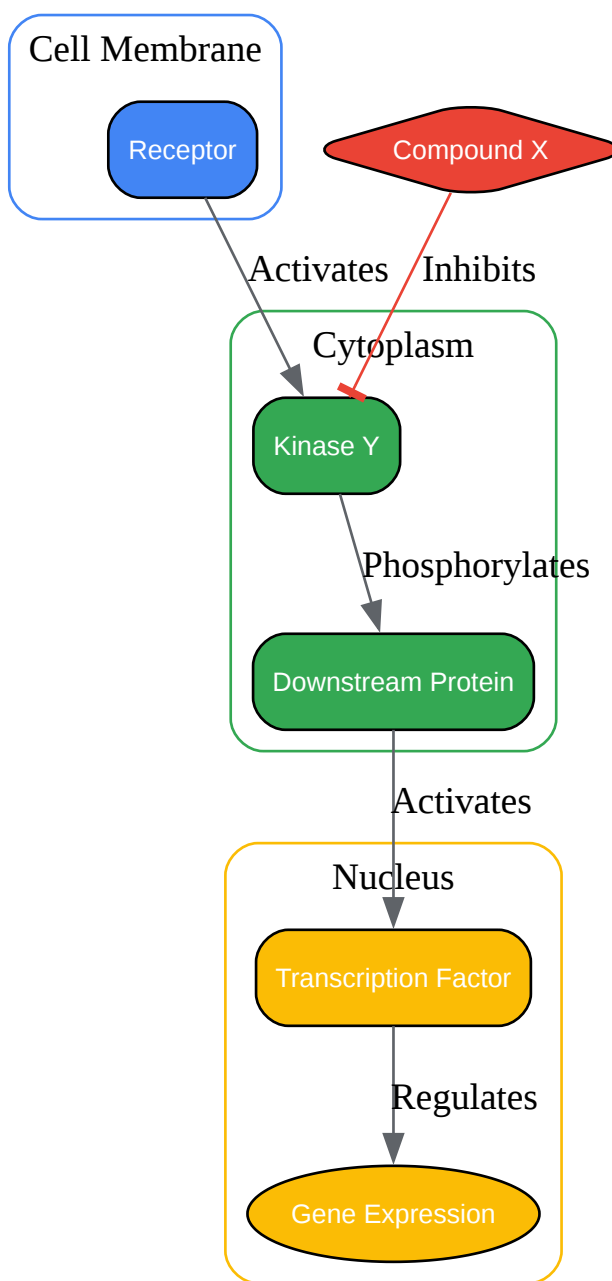 Cell Membrane
Receptor
Compound X
Activates
Inhibits
Cytoplasm
Kinase Y
Phosphorylates
Downstream Protein
Activates
Nucleus
Transcription Factor
Regulates
Gene Expression